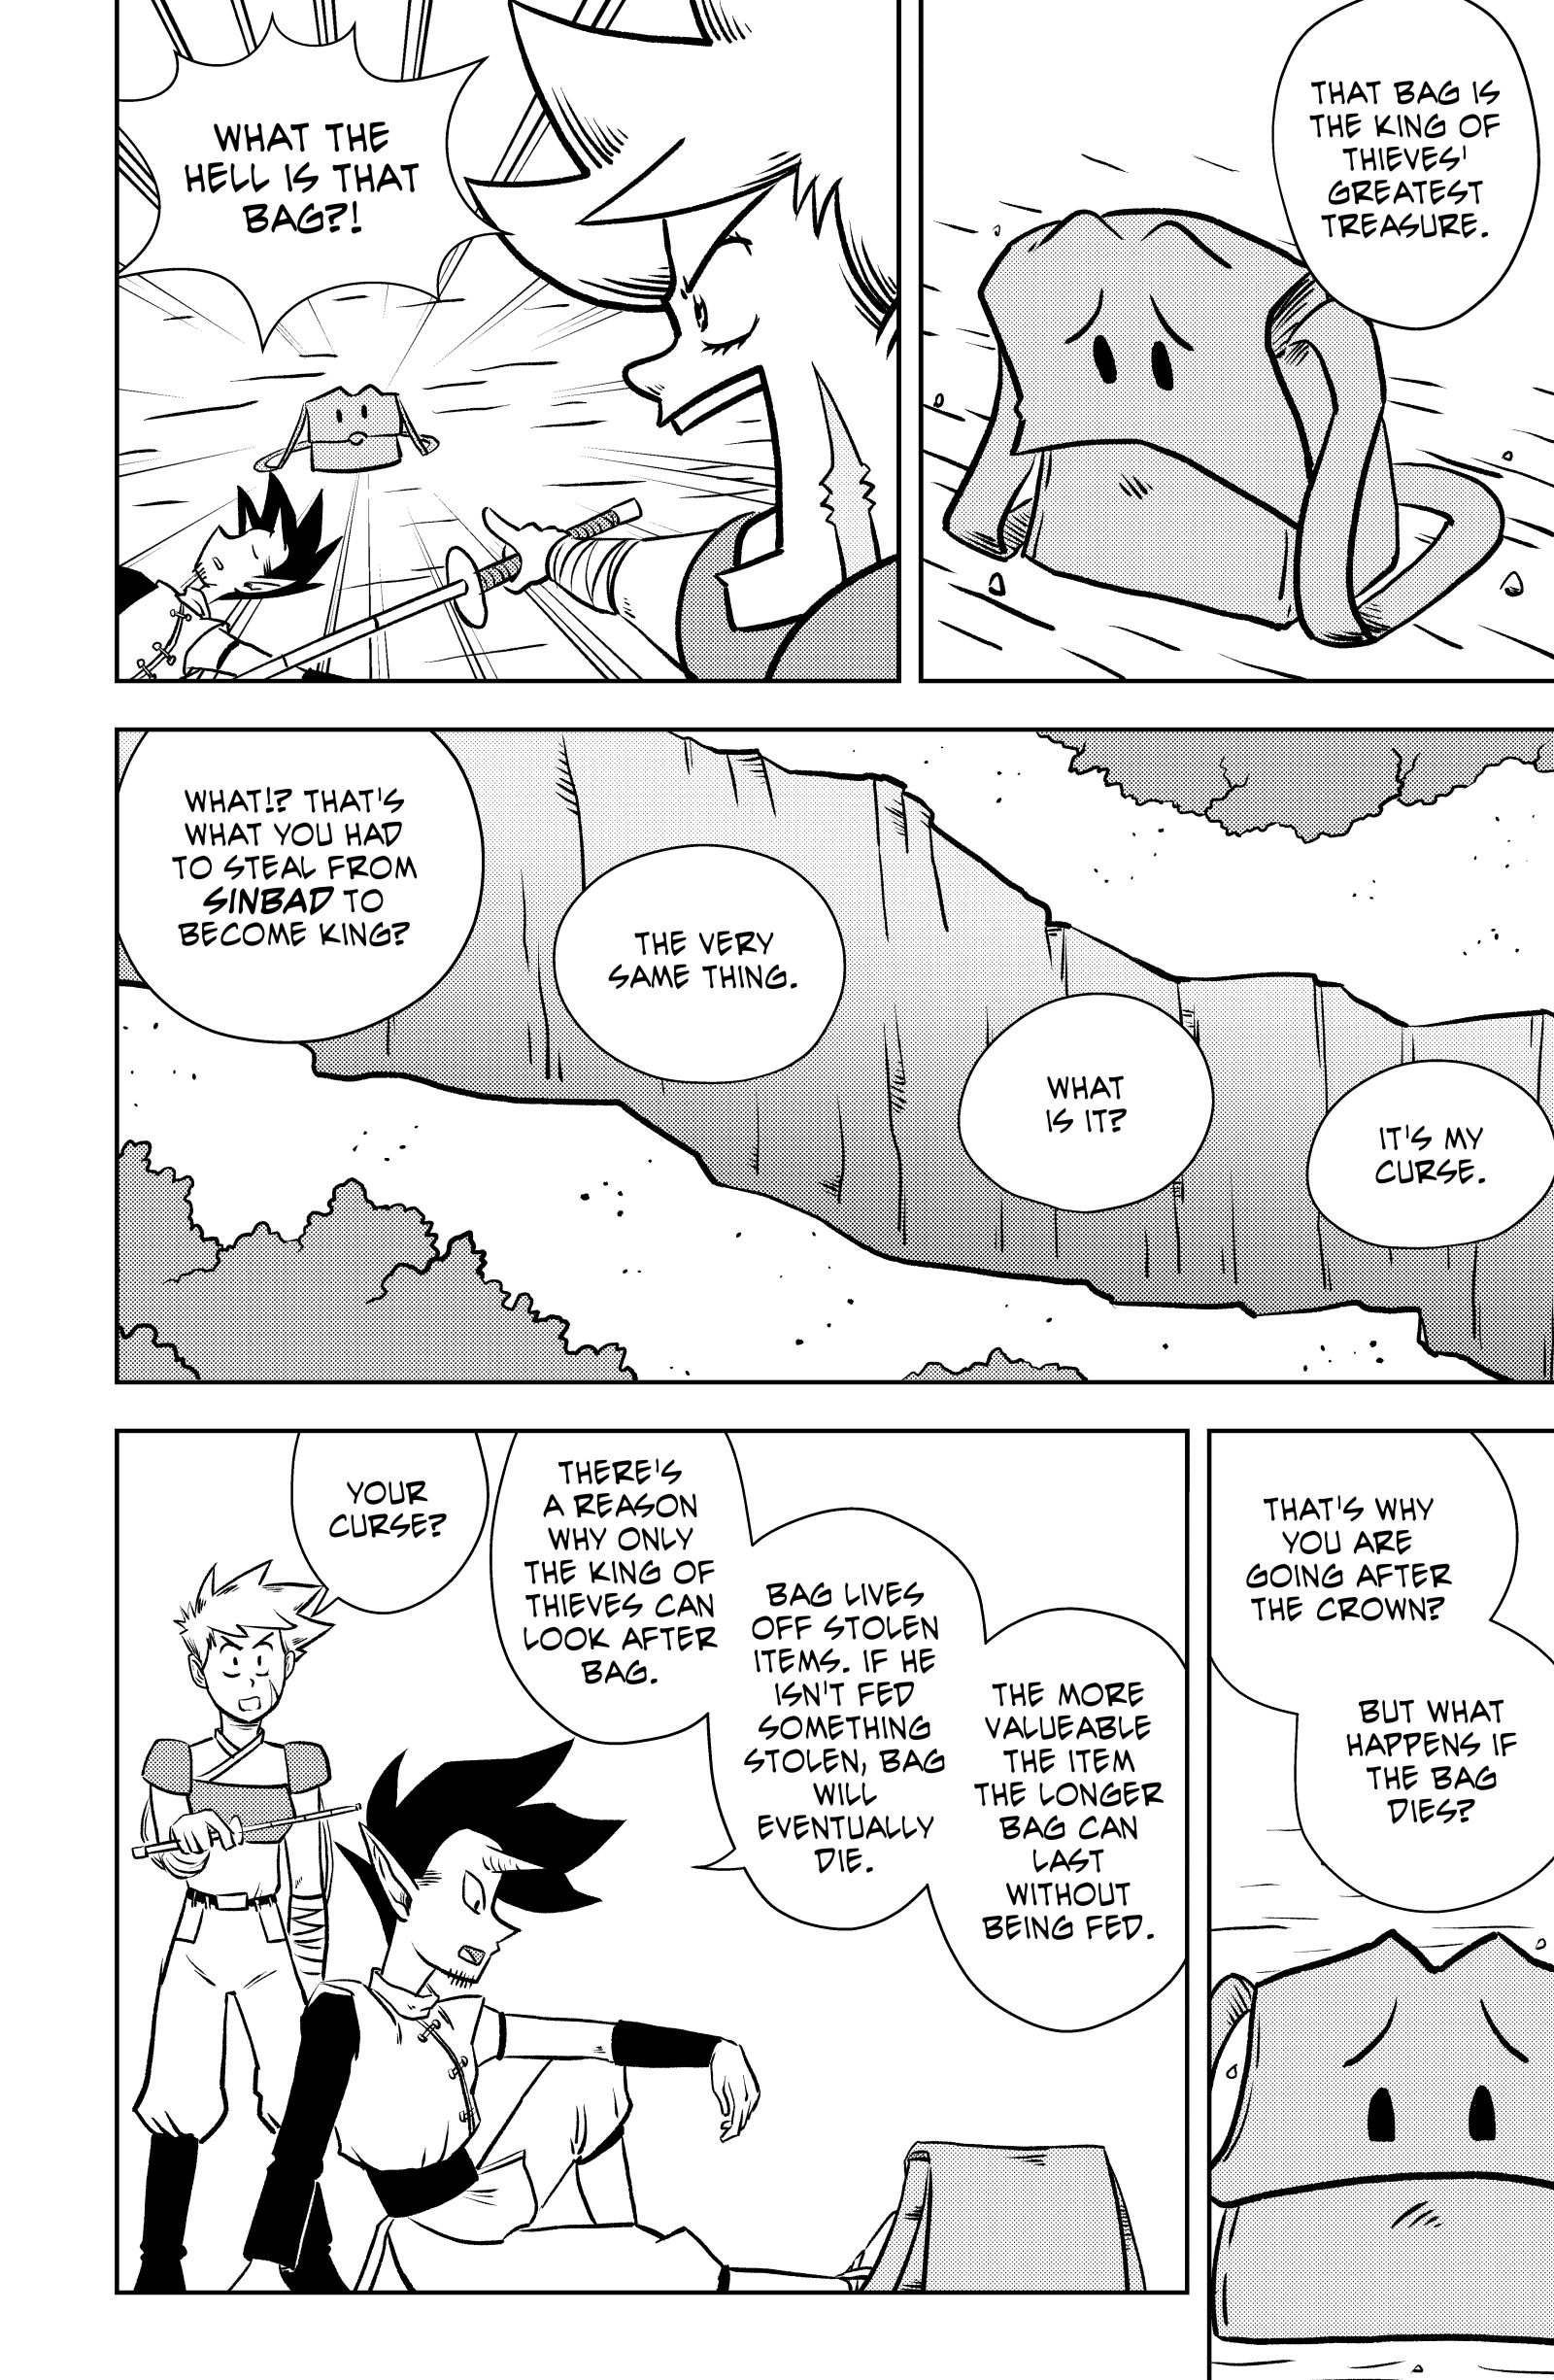 WHAT THE
HELL IS THAT
BAG?!
THAT BAG IS
THE KING OF
THIEVES'
GREATEST
TREASURE.
WHAT!? THAT'S
WHAT YOU HAD
TO STEAL FROM
SINBAD TO
BECOME KING?
THE VERY
SAME THING.
WHAT
IS IT?
IT'S MY
CURSE.
YOUR
CURSE?
THERE'S
A REASON
WHY ONLY
THE KING OF
THIEVES CAN
LOOK AFTER
BAG.
BAG LIVES
OFF STOLEN
ITEMS. IF HE
ISN'T FED
SOMETHING
STOLEN, BAG
WILL
EVENTUALLY
DIE.
THE MORE
VALUEABLE
THE ITEM
THE LONGER
BAG CAN
LAST
WITHOUT
BEING FED.
THAT'S WHY
YOU ARE
GOING AFTER
THE CROWN?
BUT WHAT
HAPPENS IF
THE BAG
DIES?